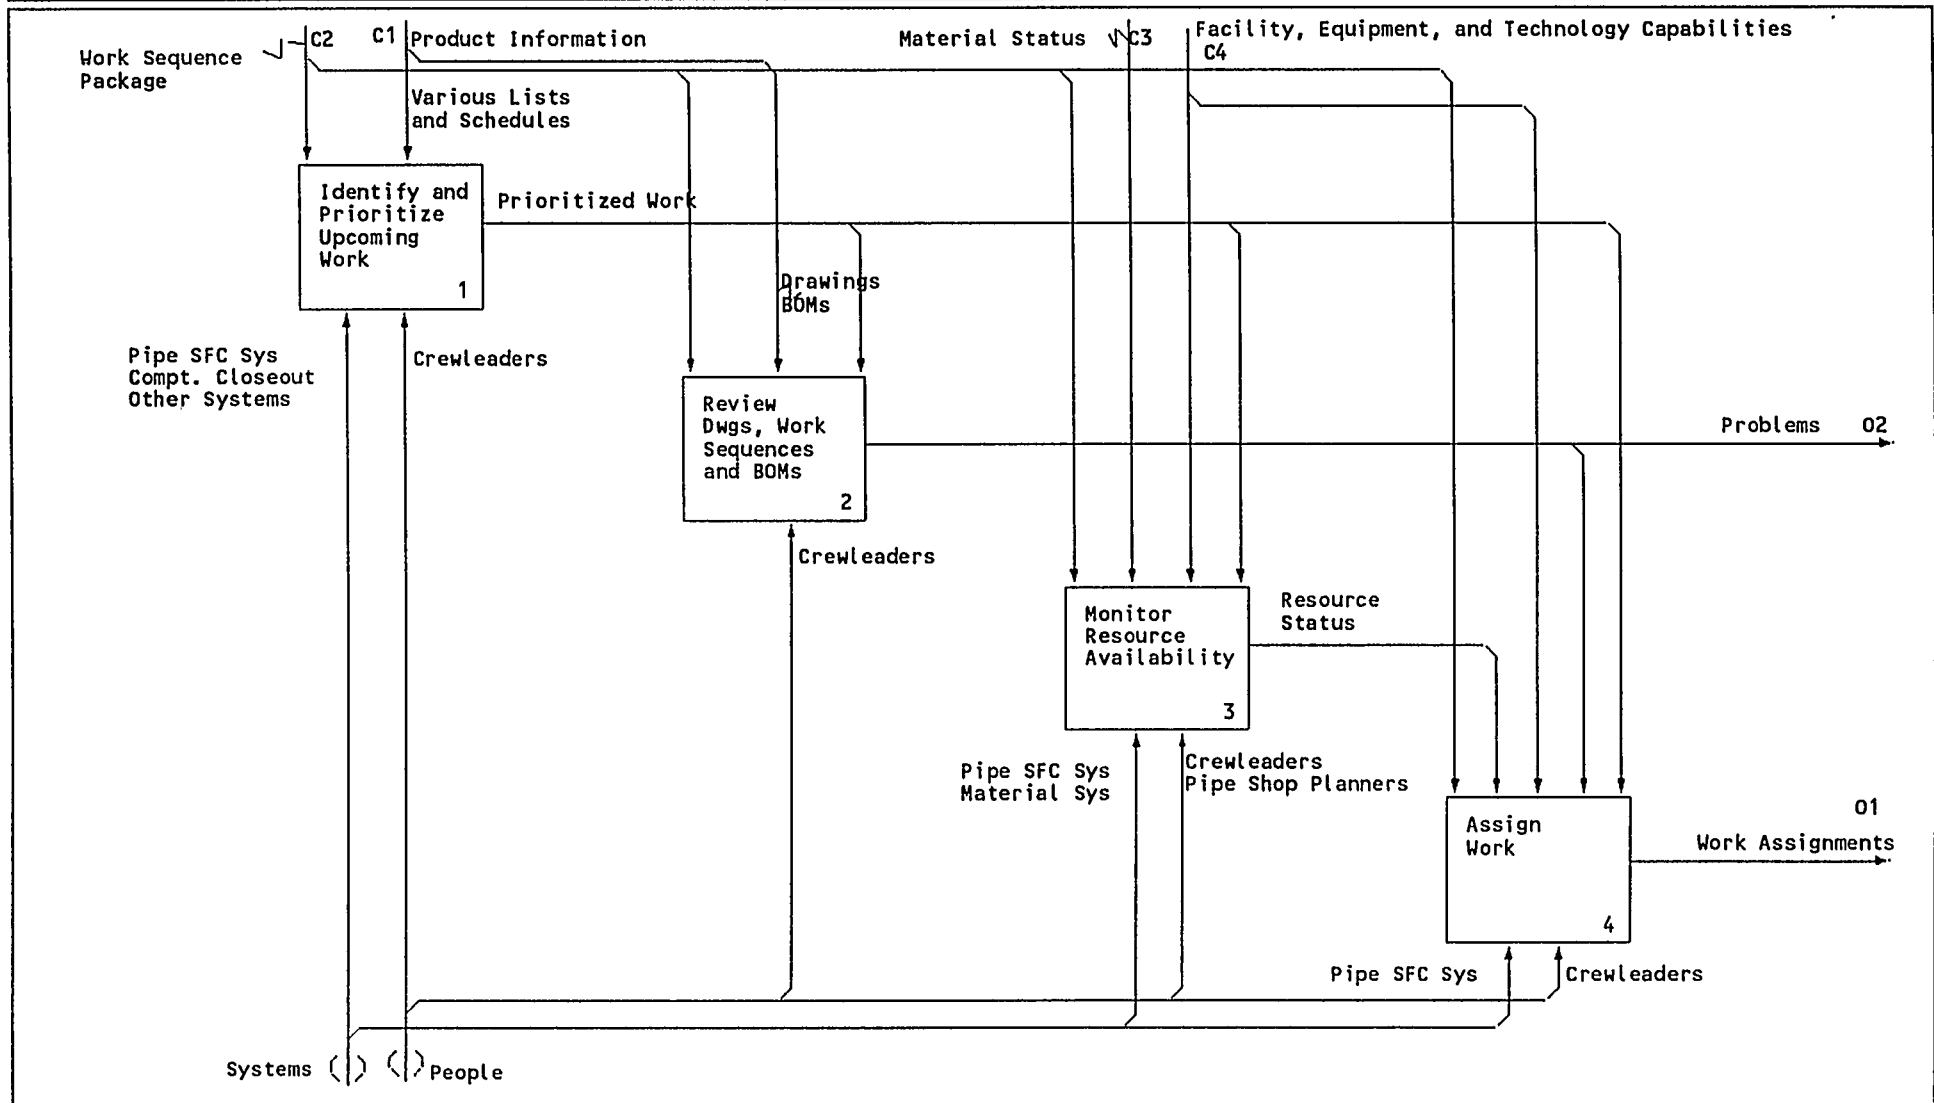 C2
C1 Product Information
Material Status
C3
Facility, Equipment, and Technology Capabilities
C4
Work Sequence
Package
Various Lists
and Schedules
Identify and
Prioritize
Upcoming
Work
1
Prioritized Work
Drawings
BOMs
Pipe SFC Sys
Compt. Closeout
Other Systems
Crewleaders
Review
Dwgs, Work
Sequences
and BOMs
2
Problems O2
Crewleaders
Monitor
Resource
Availability
3
Resource
Status
Pipe SFC Sys
Material Sys
Crewleaders
Pipe Shop Planners
Assign
Work
4
O1
Work Assignments
Pipe SFC Sys
Crewleaders
Systems
People